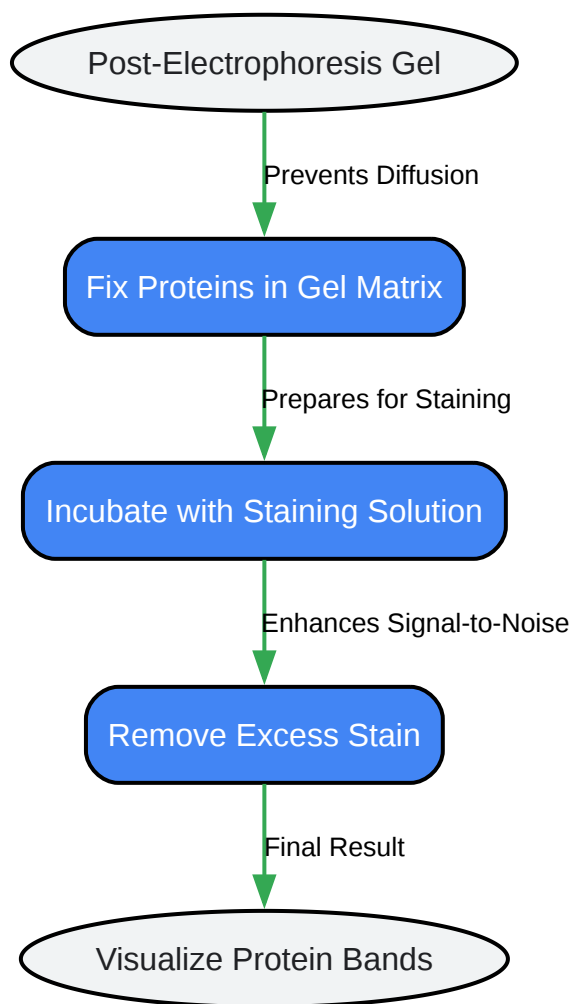 Post-Electrophoresis Gel
Prevents Diffusion
Fix Proteins in Gel Matrix
Prepares for Staining
Incubate with Staining Solution
Enhances Signal-to-Noise
Remove Excess Stain
Final Result
Visualize Protein Bands